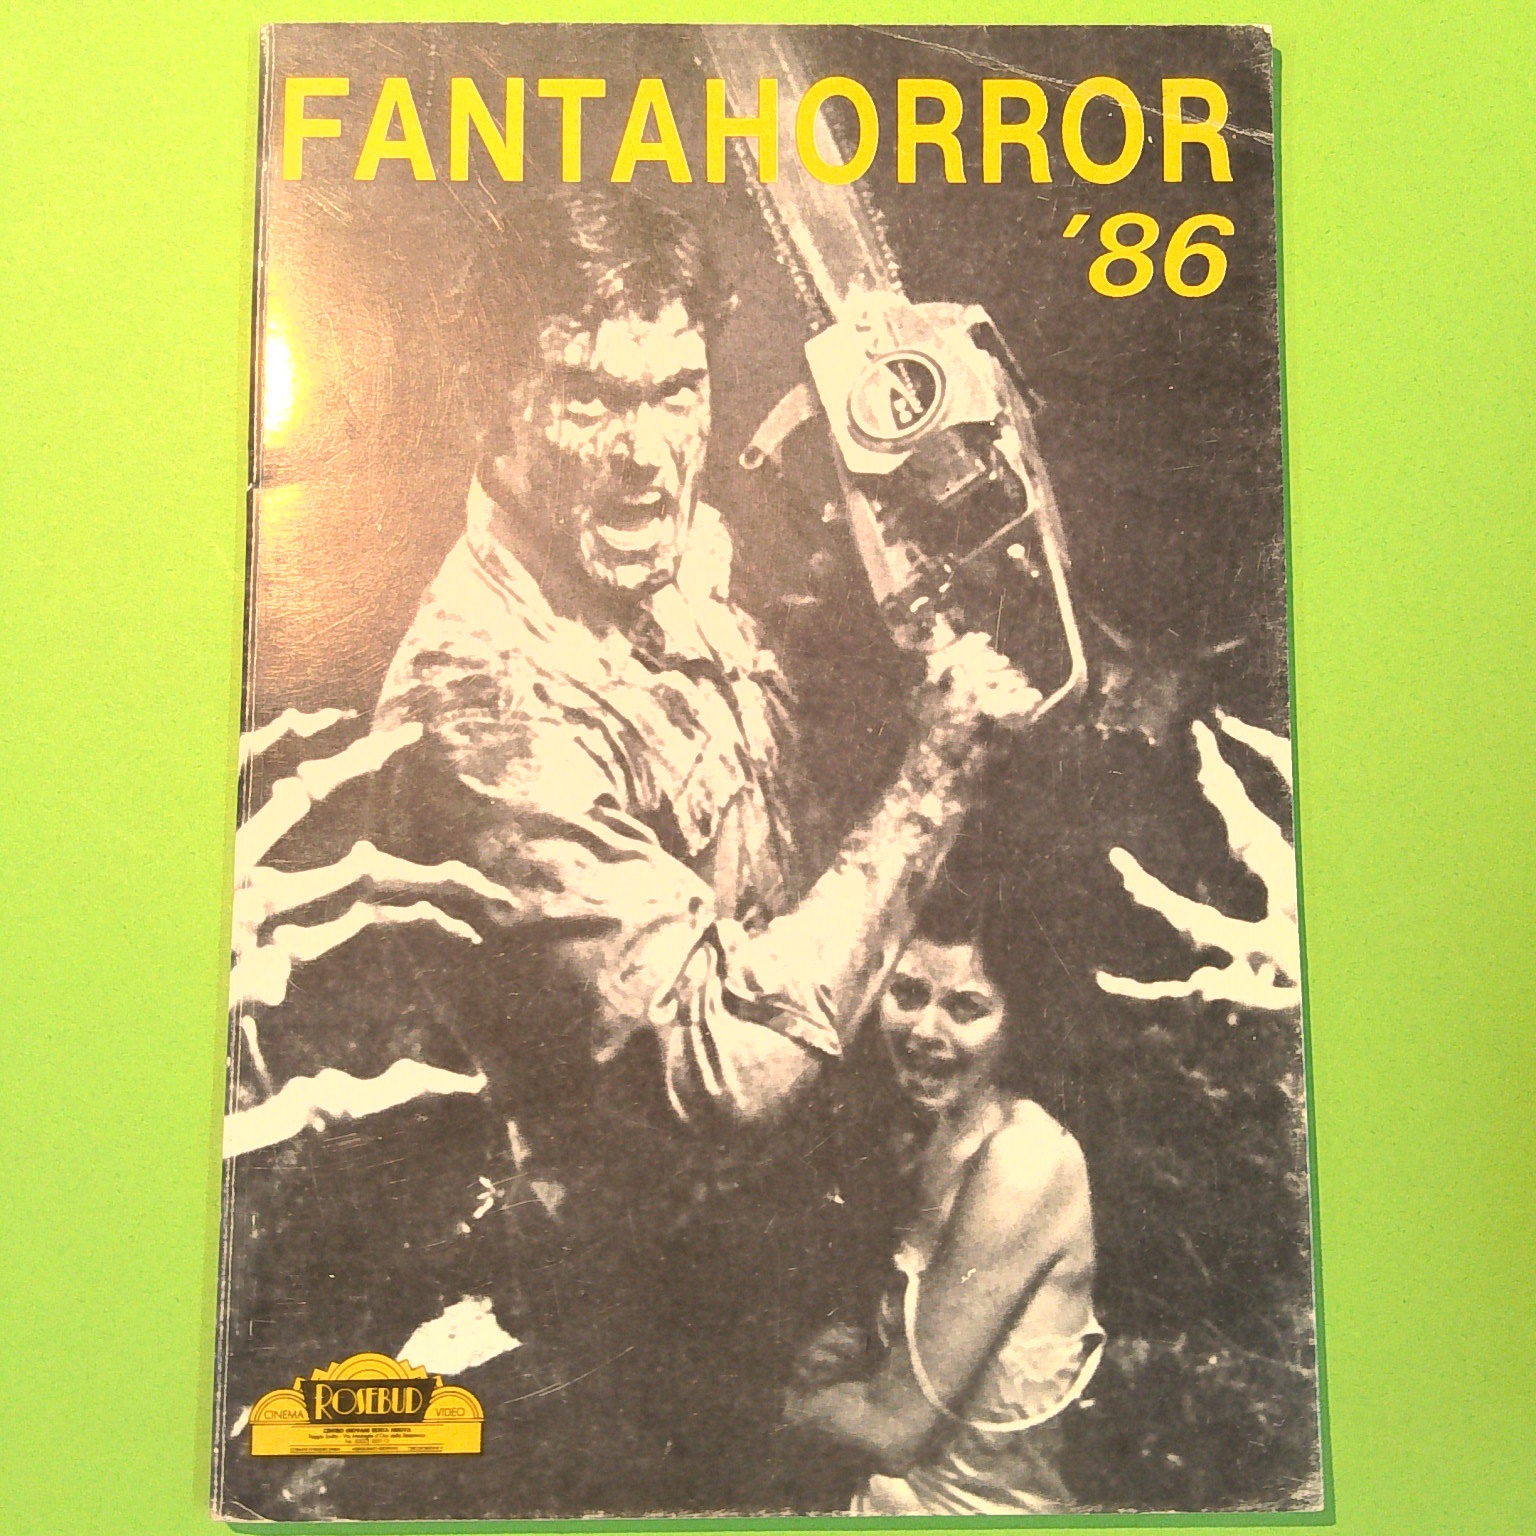 FANTAHORROR
'86
ROSEBUD
CINEMA VIDEO